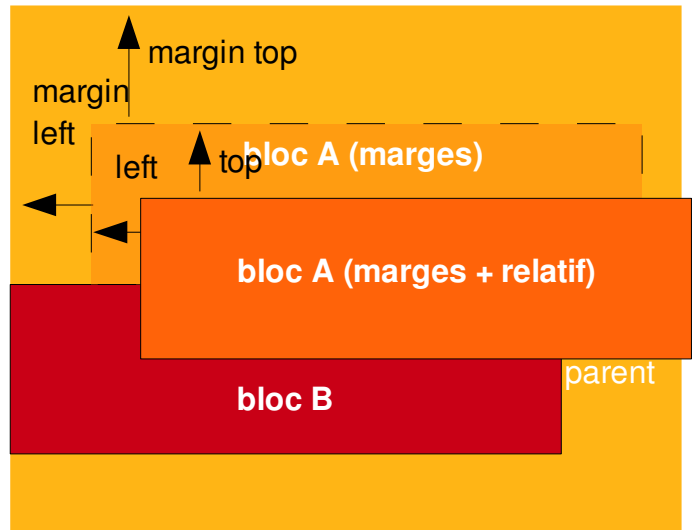 margin top
margin
left
bloc A (marges)
left
top
bloc A (marges + relatif)
parent
bloc B